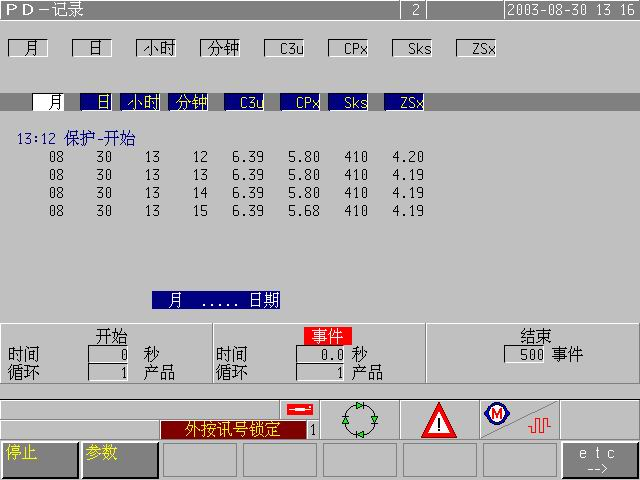 PD-记录 2 2003-08-30 13 16
月 日 小时 分钟 C3u CPx Sks ZSx
月 日 小时 分钟 C3u CPx Sks ZSx
13:12 保护-开始
08 30 13 12 6.39 5.80 410 4.20
08 30 13 13 6.39 5.80 410 4.19
08 30 13 14 6.39 5.80 410 4.19
08 30 13 15 6.39 5.68 410 4.19
月 ..... 日期
开始 事件 结束
时间 0 秒 时间 0.0 秒 500 事件
循环 1 产品 循环 1 产品
! M
外按讯号锁定 1
停止 参数 etc
-->